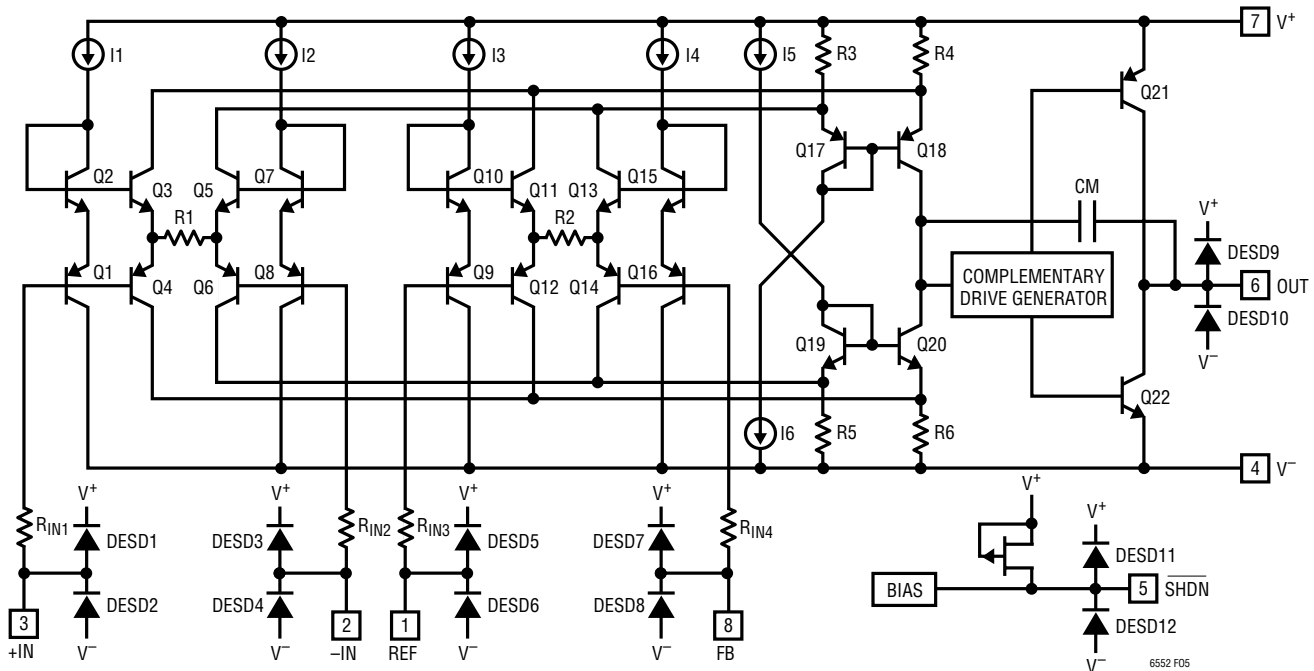 7 V+
I1 I2 I3 I4 I5 R3 R4
Q21
Q17 Q18
Q2 Q3 Q5 Q7 Q10 Q11 Q13 Q15
CM
V+
R1 R2
DESD9
Q1 Q4 Q6 Q8 Q9 Q12 Q14 Q16
COMPLEMENTARY
DRIVE GENERATOR
6 OUT
DESD10
V−
Q19 Q20
Q22
I6 R5 R6
4 V−
V+ V+ V+ V+ V+
RIN1 DESD1 DESD3 RIN2 RIN3 DESD5 DESD7 RIN4
V+
DESD11
BIAS
5 SHDN
DESD2 DESD4 DESD6 DESD8
DESD12
3 2 1 8
V− V− V− V− V−
+IN −IN REF FB
6552 F05